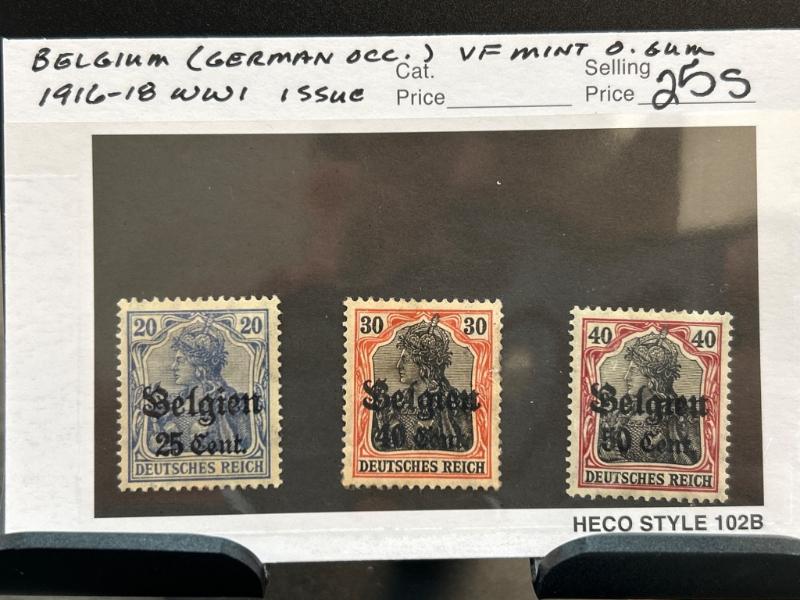 BELGIUM (GERMAN OCC.) VF MINT O. GUM
1916-18 WW1 ISSUE
Cat. Price
Selling Price 25s
20 20
Belgien
25 Cent.
DEUTSCHES REICH
30 30
Belgien
40 Cent.
DEUTSCHES REICH
40 40
Belgien
50 Cent.
DEUTSCHES REICH
HECO STYLE 102B